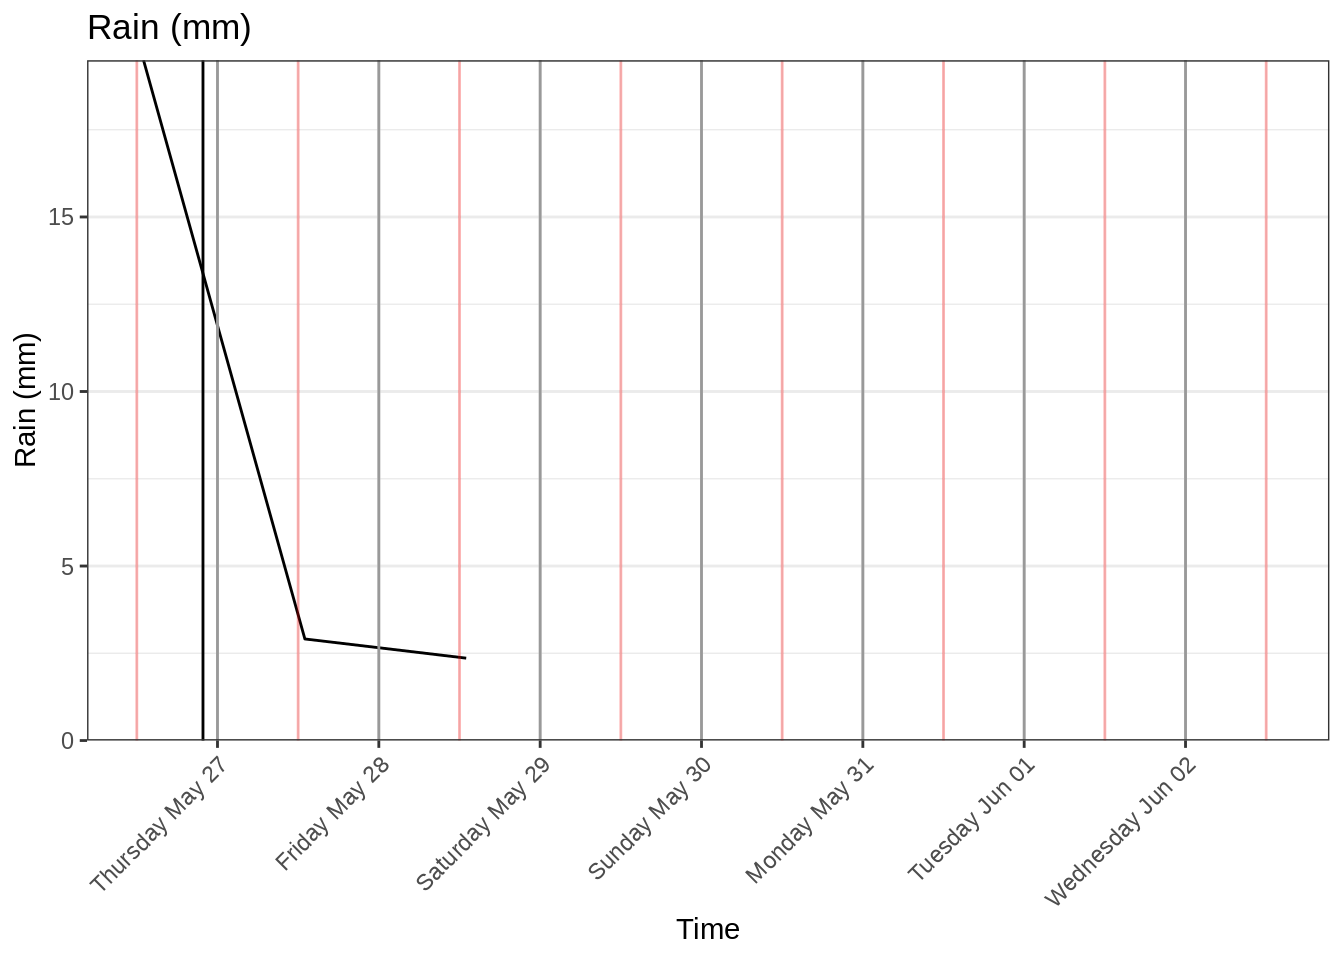 Rain (mm)
Rain (mm)
15
10
5
0
Thursday May 27
Friday May 28
Saturday May 29
Sunday May 30
Monday May 31
Tuesday Jun 01
Wednesday Jun 02
Time